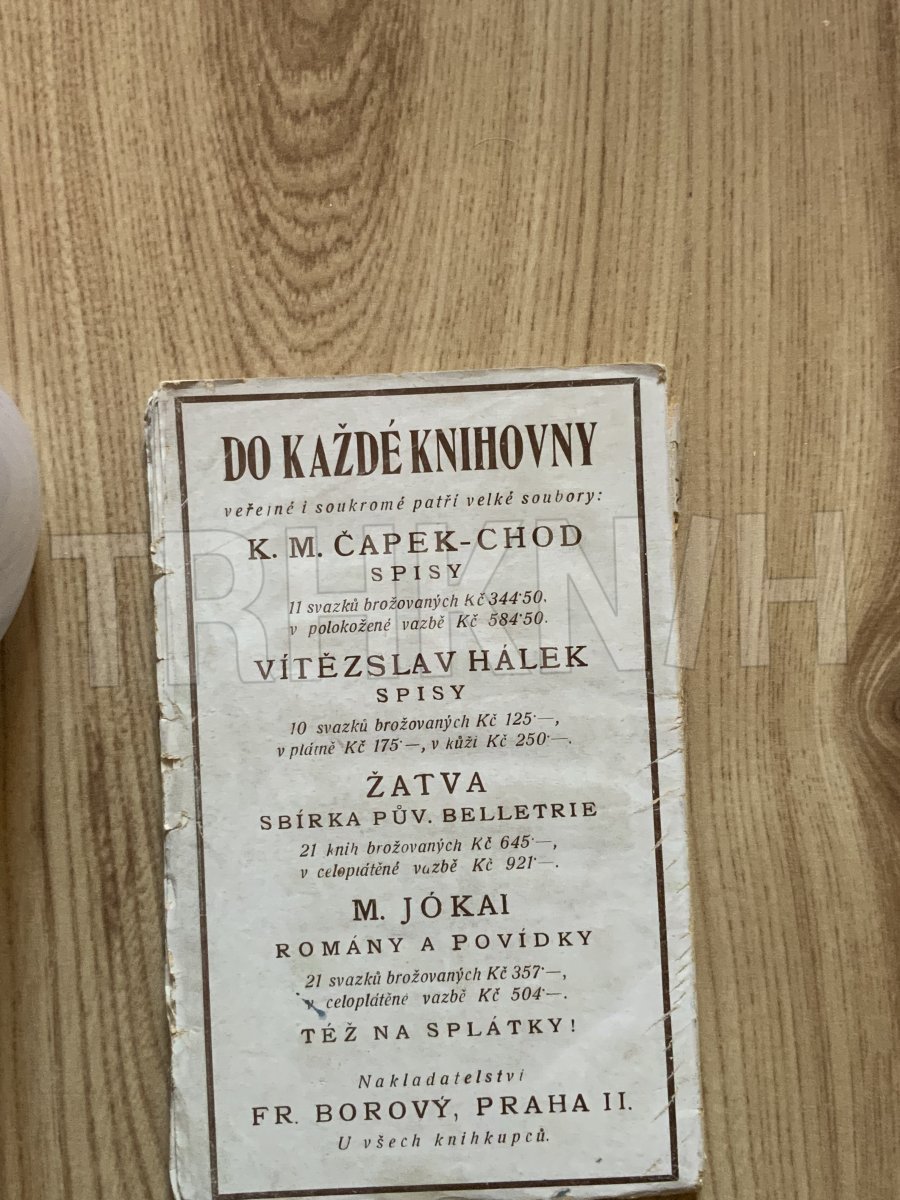 DO KAŽDÉ KNIHOVNY
veřejné i soukromé patří velké soubory:
K. M. ČAPEK-CHOD
SPISY
11 svazků brožovaných Kč 344·50,
v polokožené vazbě Kč 584·50.
VÍTĚZSLAV HÁLEK
SPISY
10 svazků brožovaných Kč 125·—,
v plátně Kč 175·—, v kůži Kč 250·—.
ŽATVA
SBÍRKA PŮV. BELLETRIE
21 knih brožovaných Kč 645·—,
v celoplátěné vazbě Kč 921·—.
M. JÓKAI
ROMÁNY A POVÍDKY
21 svazků brožovaných Kč 357·—,
v celoplátěné vazbě Kč 504·—.
TÉŽ NA SPLÁTKY!
Nakladatelství
FR. BOROVÝ, PRAHA II.
U všech knihkupců.
TRHKNIH